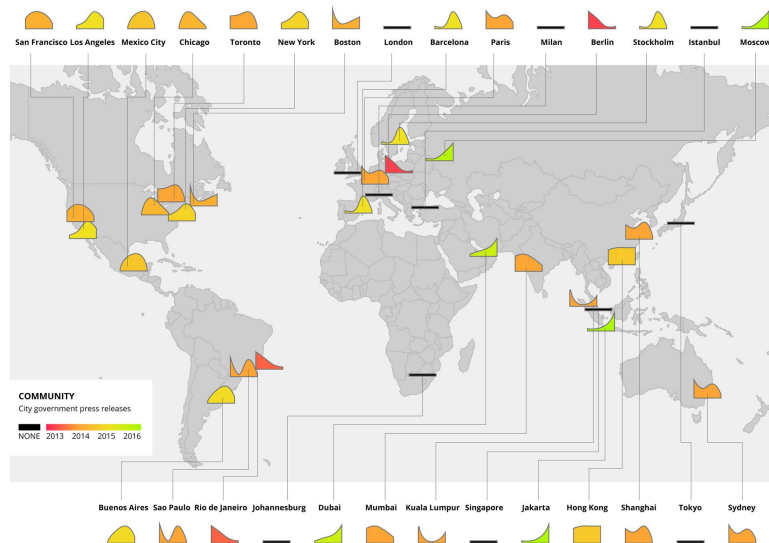 San Francisco Los Angeles Mexico City Chicago Toronto New York Boston London Barcelona Paris Milan Berlin Stockholm Istanbul Moscow
COMMUNITY
City government press releases
NONE 2013 2014 2015 2016
Buenos Aires Sao Paulo Rio de Janeiro Johannesburg Dubai Mumbai Kuala Lumpur Singapore Jakarta Hong Kong Shanghai Tokyo Sydney